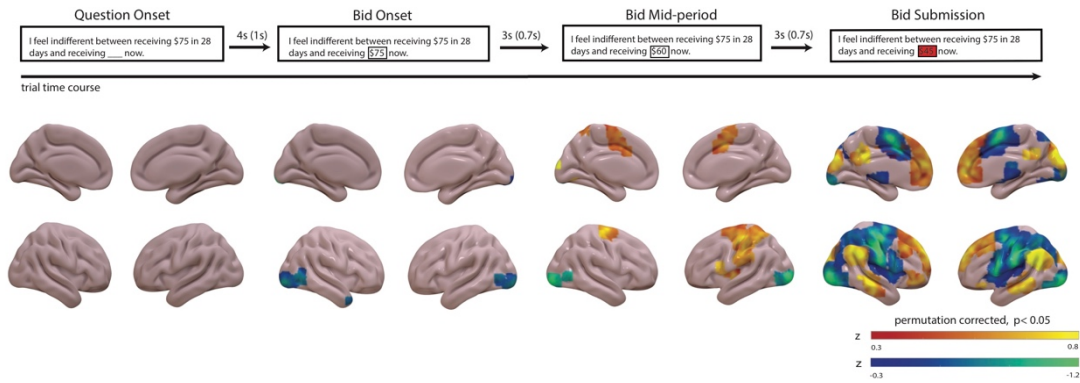 Question Onset
Bid Onset
Bid Mid-period
Bid Submission
I feel indifferent between receiving $75 in 28
days and receiving ___ now.
4s (1s)
I feel indifferent between receiving $75 in 28
days and receiving $75 now.
3s (0.7s)
I feel indifferent between receiving $75 in 28
days and receiving $60 now.
3s (0.7s)
I feel indifferent between receiving $75 in 28
days and receiving $45 now.
trial time course
permutation corrected, p< 0.05
z
0.3
0.8
z
-0.3
-1.2